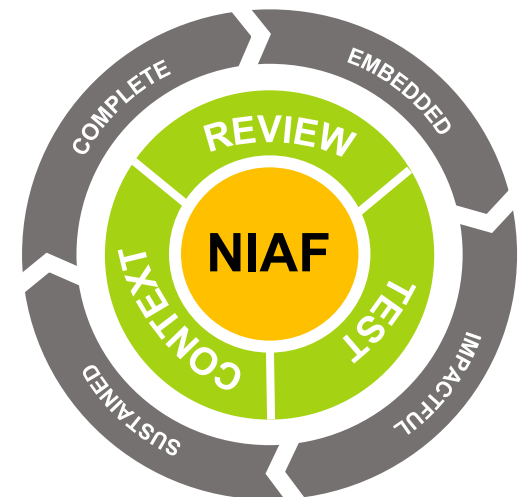 COMPLETE
EMBEDDED
REVIEW
NIAF
CONTEXT
TEST
SUSTAINED
IMPACTFUL